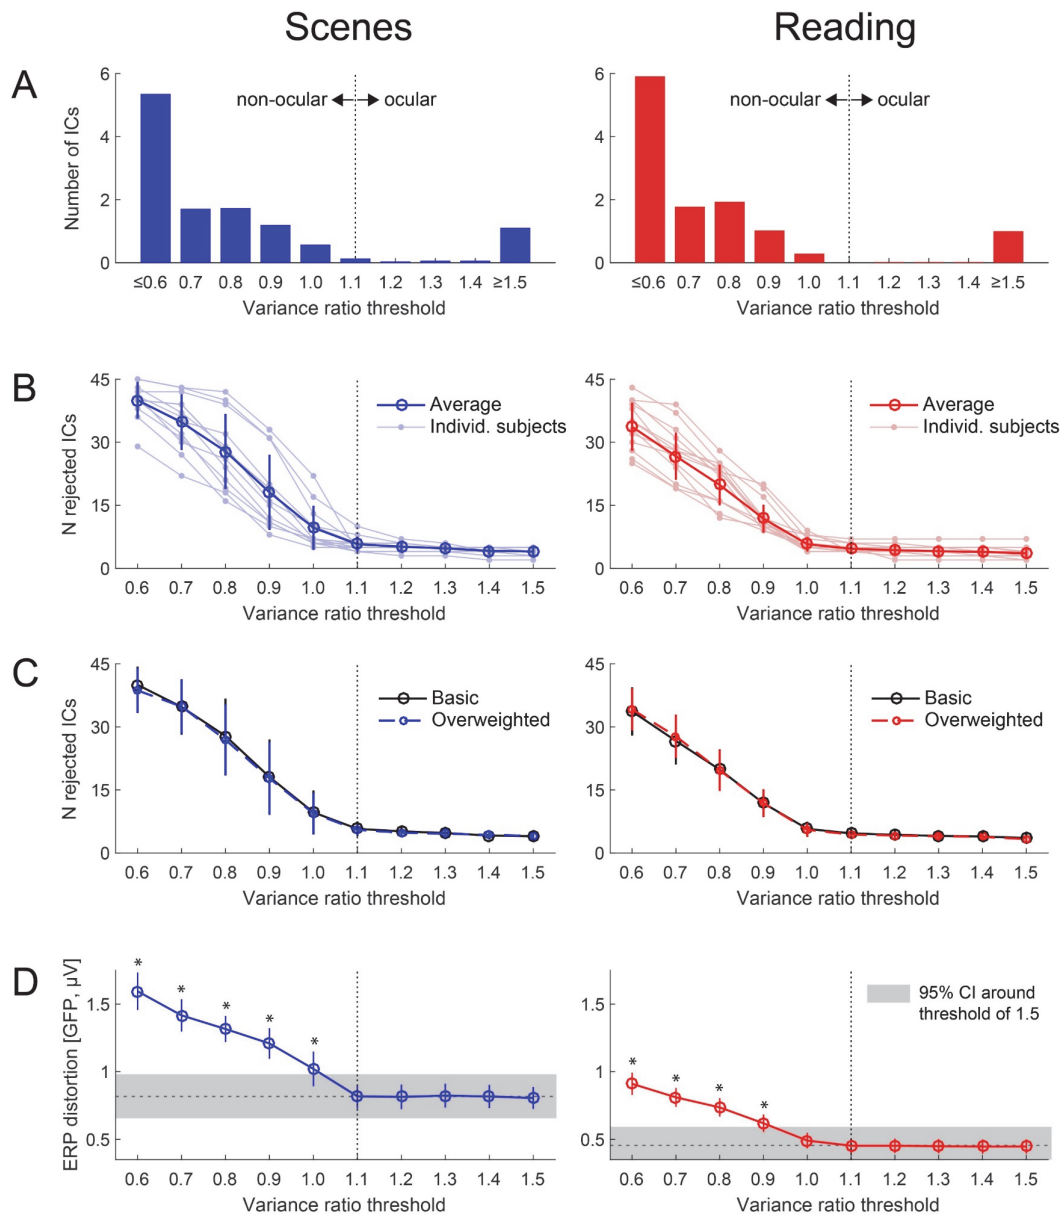 Scenes
Reading
A
Number of ICs
6
4
2
0
non-ocular
ocular
≤0.6 0.7 0.8 0.9 1.0 1.1 1.2 1.3 1.4 ≥1.5
Variance ratio threshold
6
4
2
0
non-ocular
ocular
≤0.6 0.7 0.8 0.9 1.0 1.1 1.2 1.3 1.4 ≥1.5
Variance ratio threshold
B
N rejected ICs
45
30
15
0
Average
Individ. subjects
0.6 0.7 0.8 0.9 1.0 1.1 1.2 1.3 1.4 1.5
Variance ratio threshold
45
30
15
0
Average
Individ. subjects
0.6 0.7 0.8 0.9 1.0 1.1 1.2 1.3 1.4 1.5
Variance ratio threshold
C
N rejected ICs
45
30
15
0
Basic
Overweighted
0.6 0.7 0.8 0.9 1.0 1.1 1.2 1.3 1.4 1.5
Variance ratio threshold
45
30
15
0
Basic
Overweighted
0.6 0.7 0.8 0.9 1.0 1.1 1.2 1.3 1.4 1.5
Variance ratio threshold
D
ERP distortion [GFP, µV]
1.5
1
0.5
* * * * *
0.6 0.7 0.8 0.9 1.0 1.1 1.2 1.3 1.4 1.5
Variance ratio threshold
1.5
1
0.5
* * * *
95% CI around
threshold of 1.5
0.6 0.7 0.8 0.9 1.0 1.1 1.2 1.3 1.4 1.5
Variance ratio threshold